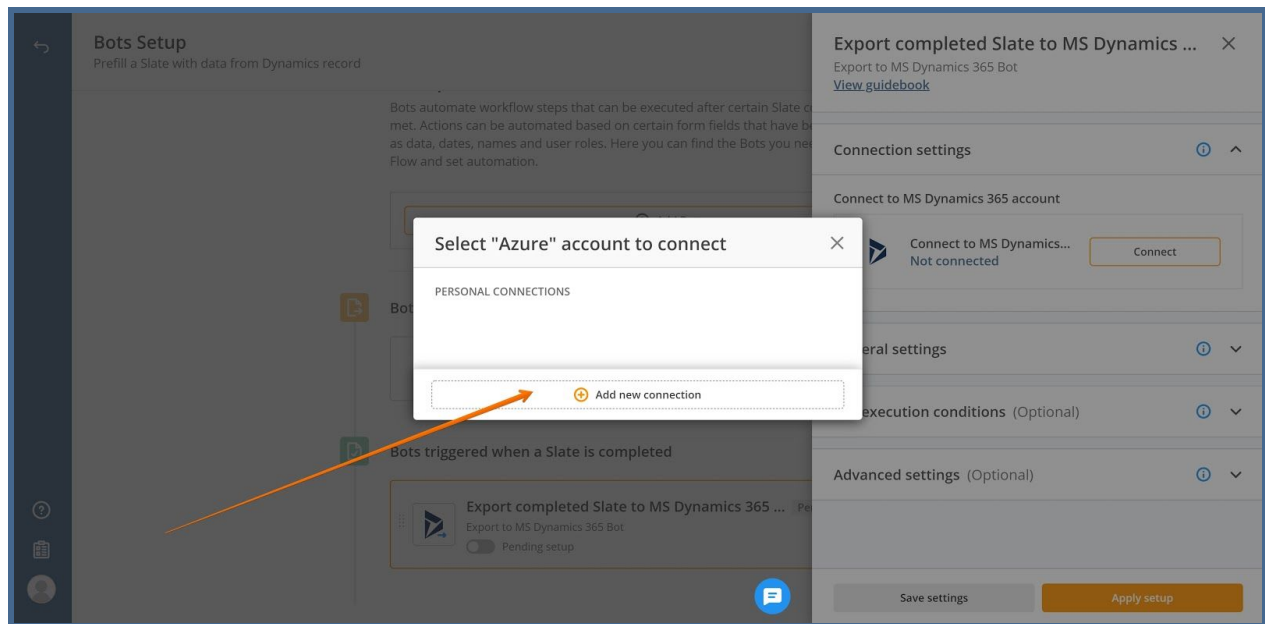 Bots Setup
Prefill a Slate with data from Dynamics record
Bots automate workflow steps that can be executed after certain Slate
met. Actions can be automated based on certain form fields that have
as data, dates, names and user roles. Here you can find the Bots you
Flow and set automation.
Bot
Bots triggered when a Slate is completed
Export completed Slate to MS Dynamics 365 ...
Export to MS Dynamics 365 Bot
Pending setup
Select "Azure" account to connect
PERSONAL CONNECTIONS
Add new connection
Export completed Slate to MS Dynamics ...
Export to MS Dynamics 365 Bot
View guidebook
Connection settings
Connect to MS Dynamics 365 account
Connect to MS Dynamics...
Not connected
Connect
eral settings
execution conditions (Optional)
Advanced settings (Optional)
Save settings
Apply setup